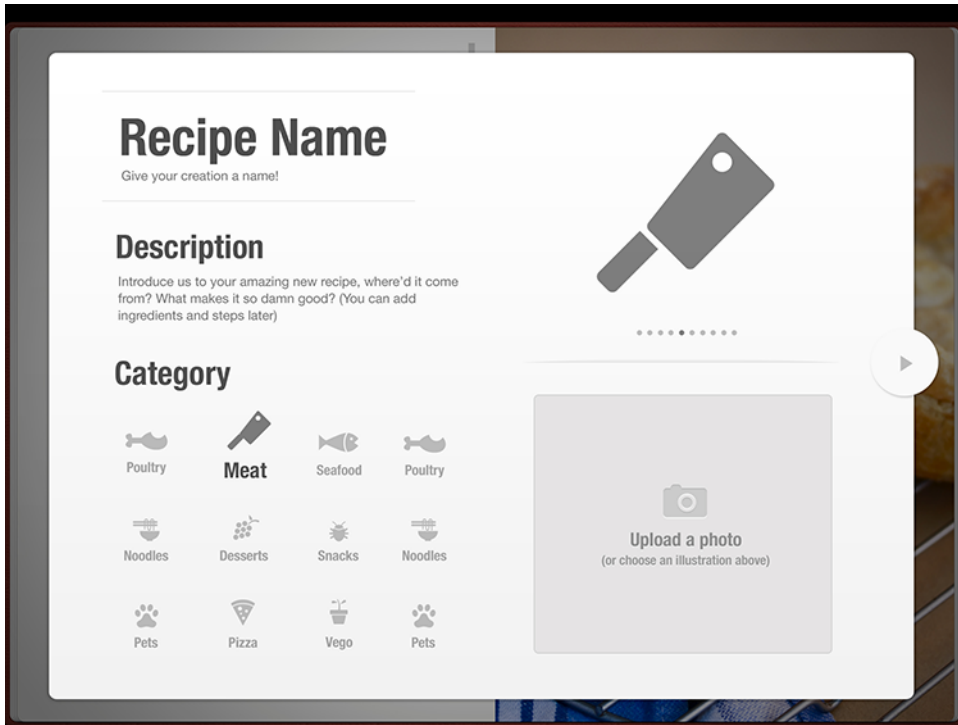 Recipe Name
Give your creation a name!
Description
Introduce us to your amazing new recipe, where'd it come
from? What makes it so damn good? (You can add
ingredients and steps later)
Category
Poultry
Meat
Seafood
Poultry
Noodles
Desserts
Snacks
Noodles
Pets
Pizza
Vego
Pets
Upload a photo
(or choose an illustration above)